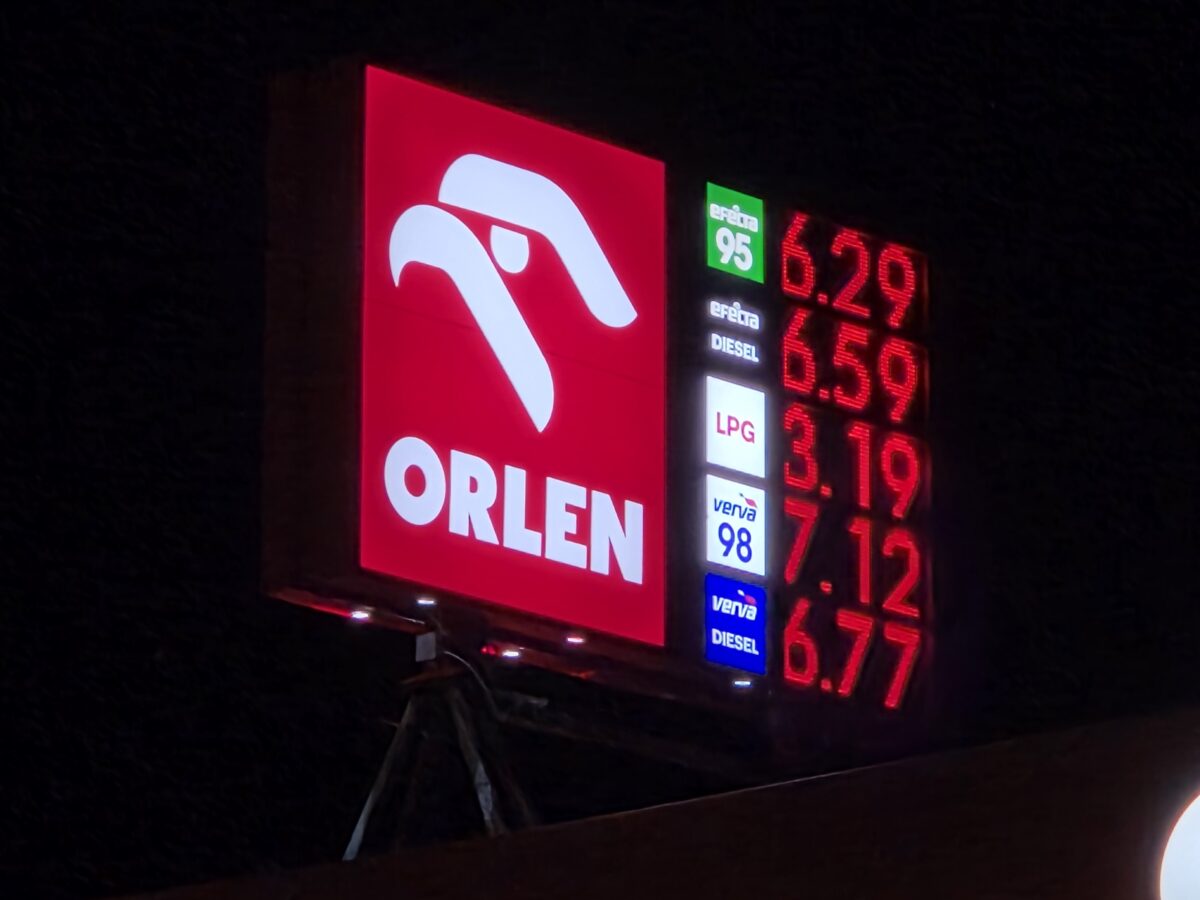 ORLEN
efecta
95
6.29
efecta
DIESEL
6.59
LPG
3.19
verva
98
7.12
verva
DIESEL
6.77